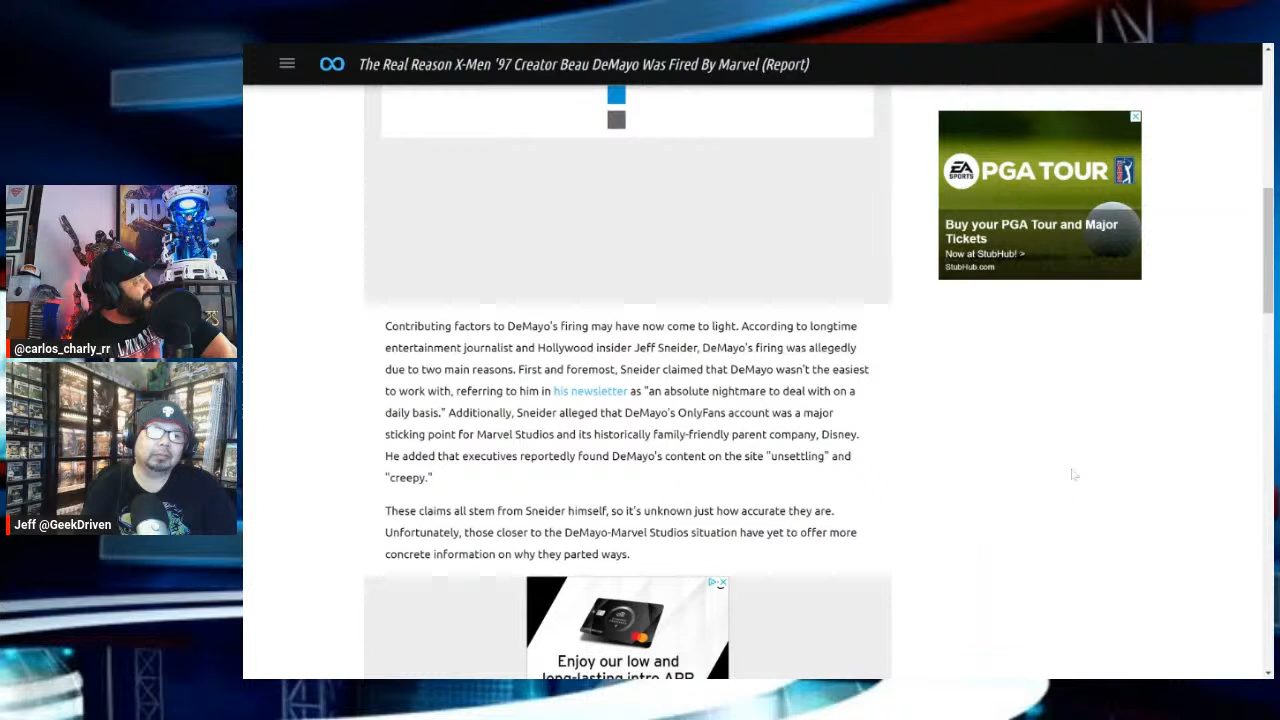 The Real Reason X-Men '97 Creator Beau DeMayo Was Fired By Marvel (Report)
EA
SPORTS
PGA TOUR
Buy your PGA Tour and Major
Tickets
Now at StubHub! >
StubHub.com
DOO
@carlos_charly_rr
Jeff @GeekDriven
Contributing factors to DeMayo's firing may have now come to light. According to longtime
entertainment journalist and Hollywood insider Jeff Sneider, DeMayo's firing was allegedly
due to two main reasons. First and foremost, Sneider claimed that DeMayo wasn't the easiest
to work with, referring to him in his newsletter as "an absolute nightmare to deal with on a
daily basis." Additionally, Sneider alleged that DeMayo's OnlyFans account was a major
sticking point for Marvel Studios and its historically family-friendly parent company, Disney.
He added that executives reportedly found DeMayo's content on the site "unsettling" and
"creepy."
These claims all stem from Sneider himself, so it's unknown just how accurate they are.
Unfortunately, those closer to the DeMayo-Marvel Studios situation have yet to offer more
concrete information on why they parted ways.
Enjoy our low and
long-lasting intro APR